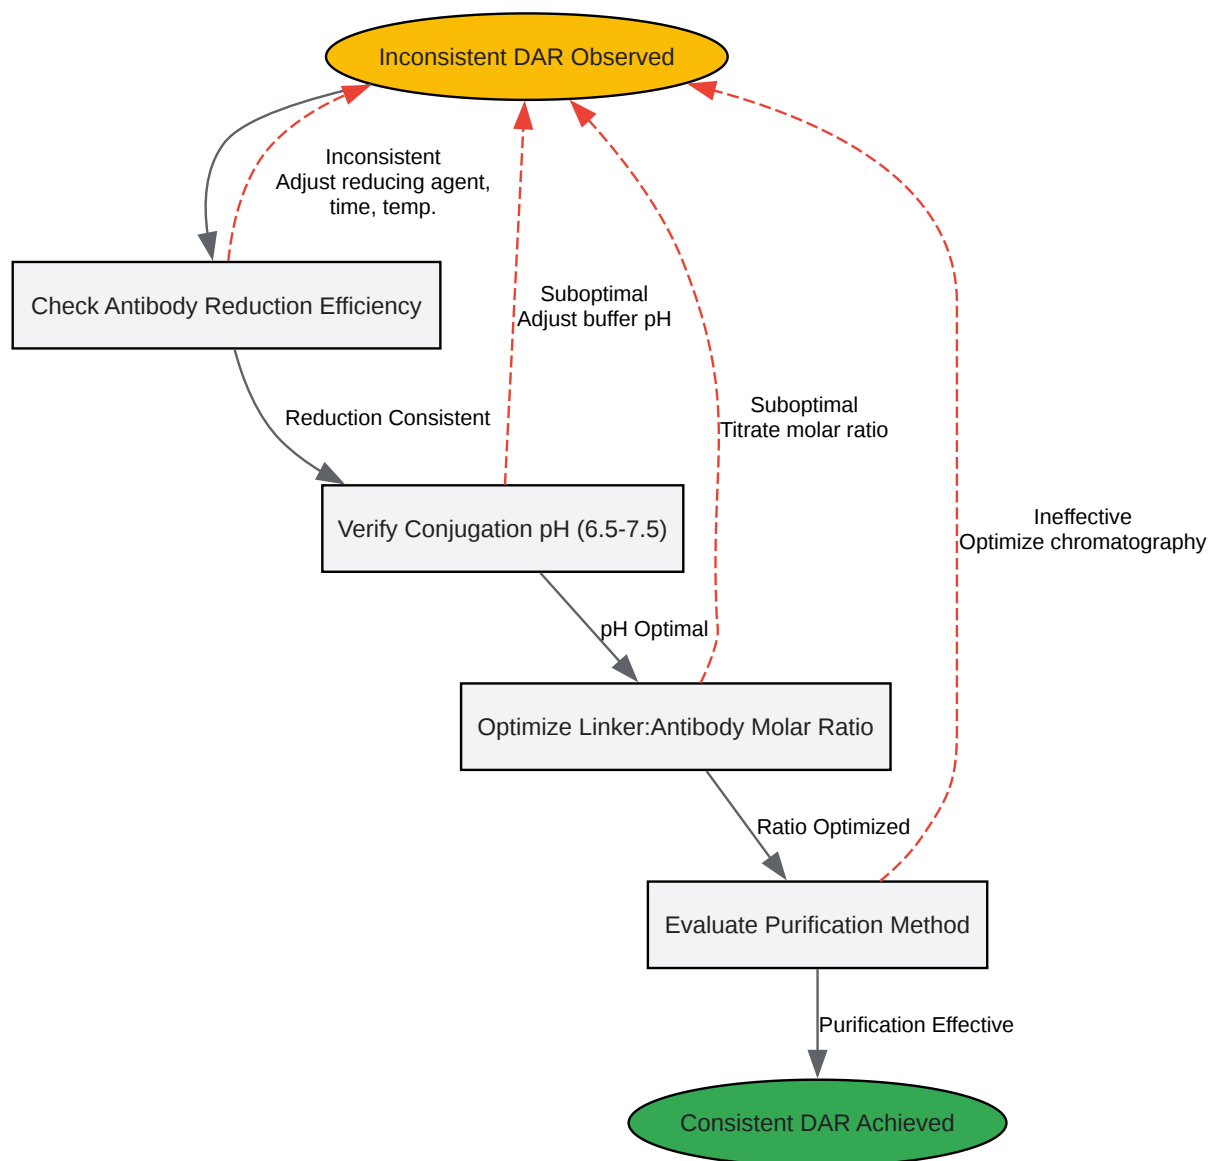 Inconsistent DAR Observed
Inconsistent
Adjust reducing agent,
time, temp.
Check Antibody Reduction Efficiency
Suboptimal
Adjust buffer pH
Reduction Consistent
Suboptimal
Titrate molar ratio
Verify Conjugation pH (6.5-7.5)
Ineffective
Optimize chromatography
pH Optimal
Optimize Linker:Antibody Molar Ratio
Ratio Optimized
Evaluate Purification Method
Purification Effective
Consistent DAR Achieved